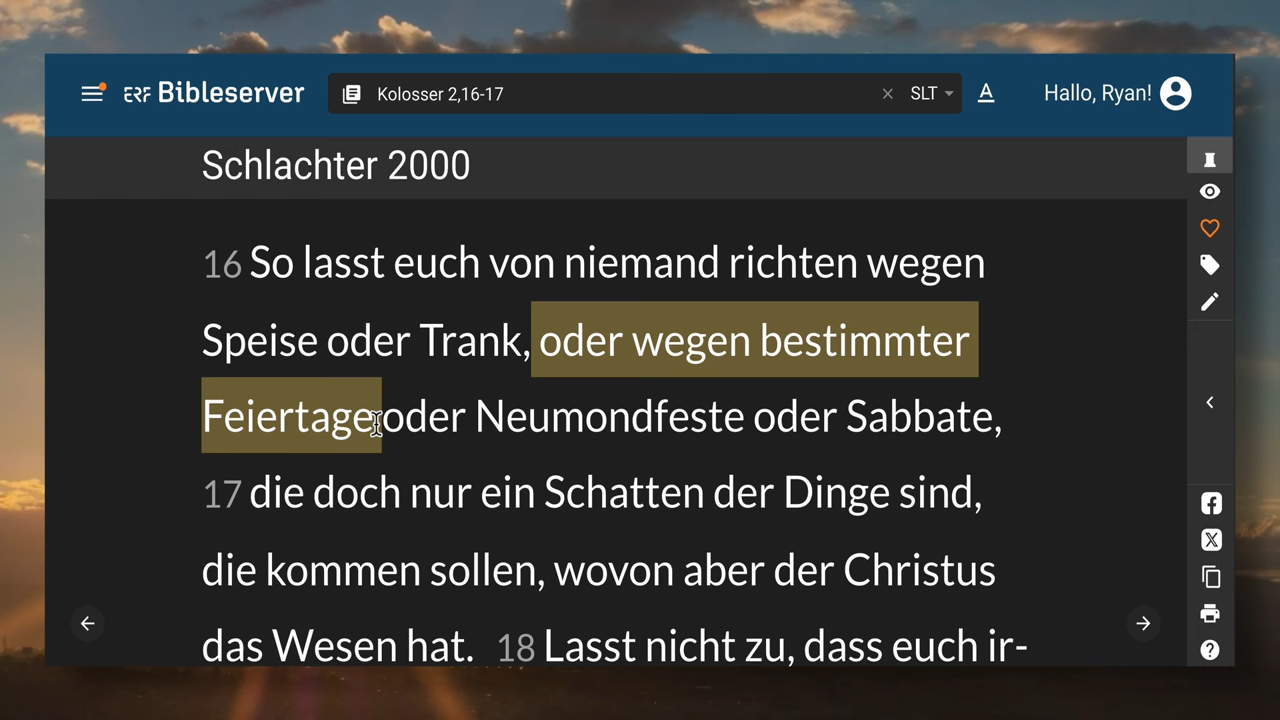 ERF Bibleserver
Kolosser 2,16-17
SLT
A
Hallo, Ryan!
Schlachter 2000
16 So lasst euch von niemand richten wegen
Speise oder Trank, oder wegen bestimmter
Feiertage oder Neumondfeste oder Sabbate,
17 die doch nur ein Schatten der Dinge sind,
die kommen sollen, wovon aber der Christus
das Wesen hat. 18 Lasst nicht zu, dass euch ir-